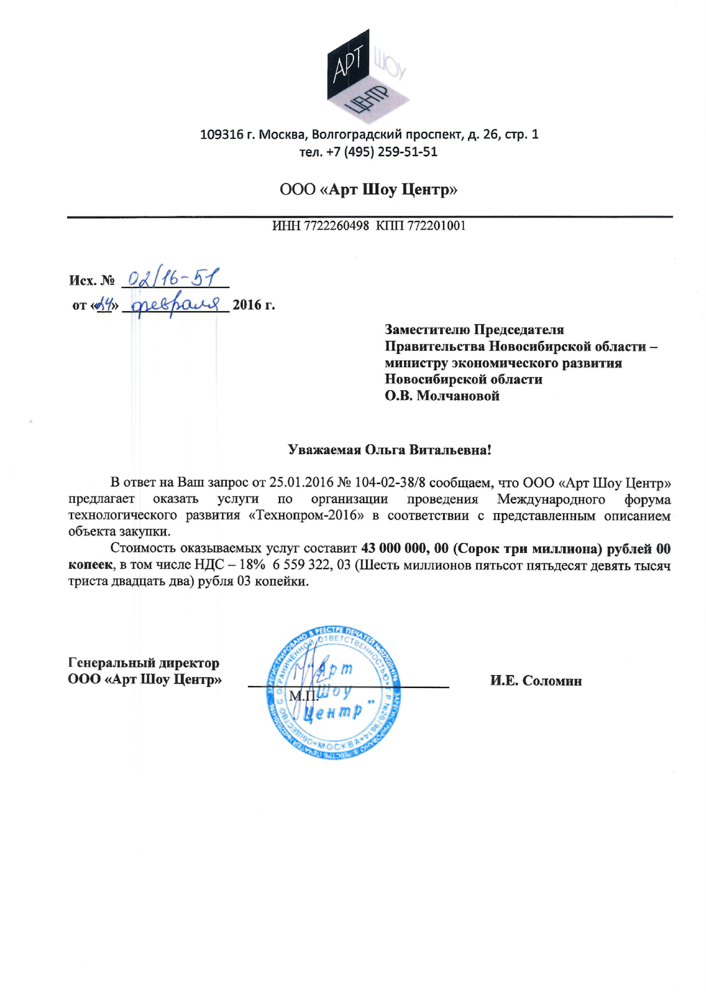 АРТ ШОУ
ЦЕНТР
109316 г. Москва, Волгоградский проспект, д. 26, стр. 1
тел. +7 (495) 259-51-51
ООО «Арт Шоу Центр»
ИНН 7722260498 КПП 772201001
Исх. № 02/16-51
от «24» февраля 2016 г.
Заместителю Председателя
Правительства Новосибирской области –
министру экономического развития
Новосибирской области
О.В. Молчановой
Уважаемая Ольга Витальевна!
В ответ на Ваш запрос от 25.01.2016 № 104-02-38/8 сообщаем, что ООО «Арт Шоу Центр»
предлагает оказать услуги по организации проведения Международного форума
технологического развития «Технопром-2016» в соответствии с представленным описанием
объекта закупки.
Стоимость оказываемых услуг составит 43 000 000, 00 (Сорок три миллиона) рублей 00
копеек, в том числе НДС – 18% 6 559 322, 03 (Шесть миллионов пятьсот пятьдесят девять тысяч
триста двадцать два) рубля 03 копейки.
Генеральный директор
ООО «Арт Шоу Центр»
И.Е. Соломин
М.П.
ЗАРЕГИСТРИРОВАНО В РЕЕСТРЕ ПЕЧАТЕЙ
ОБЩЕСТВО С ОГРАНИЧЕННОЙ ОТВЕТСТВЕННОСТЬЮ
МОСКВА
"Арт
Шоу
Центр"